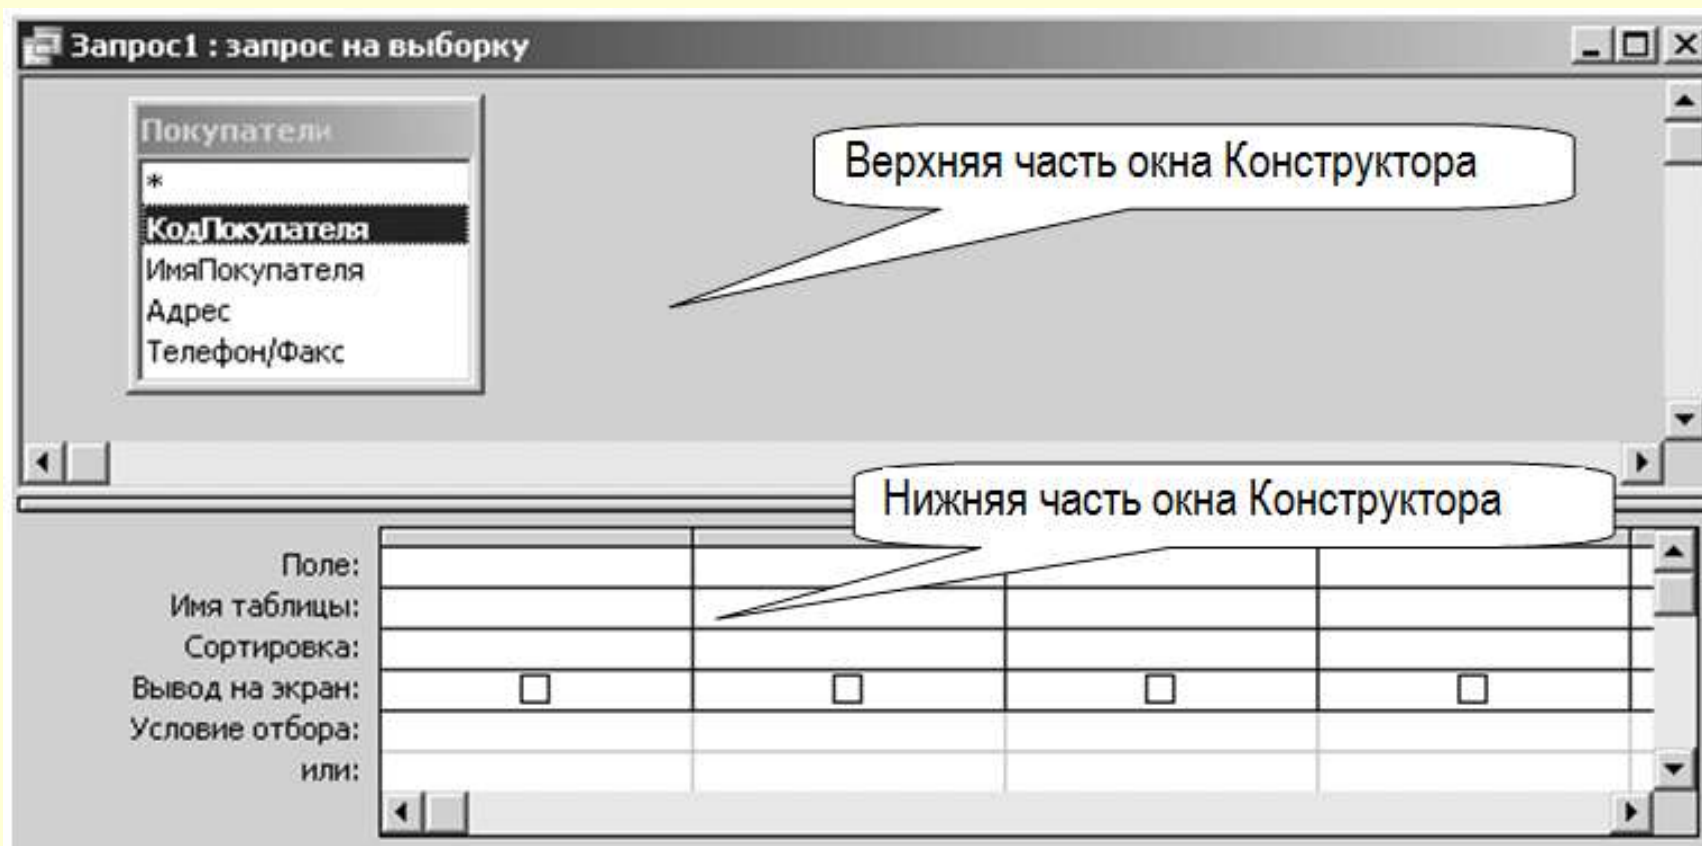 Запрос1 : запрос на выборку
Покупатели
*
КодПокупателя
ИмяПокупателя
Адрес
Телефон/Факс
Верхняя часть окна Конструктора
Нижняя часть окна Конструктора
Поле:
Имя таблицы:
Сортировка:
Вывод на экран:
Условие отбора:
или: